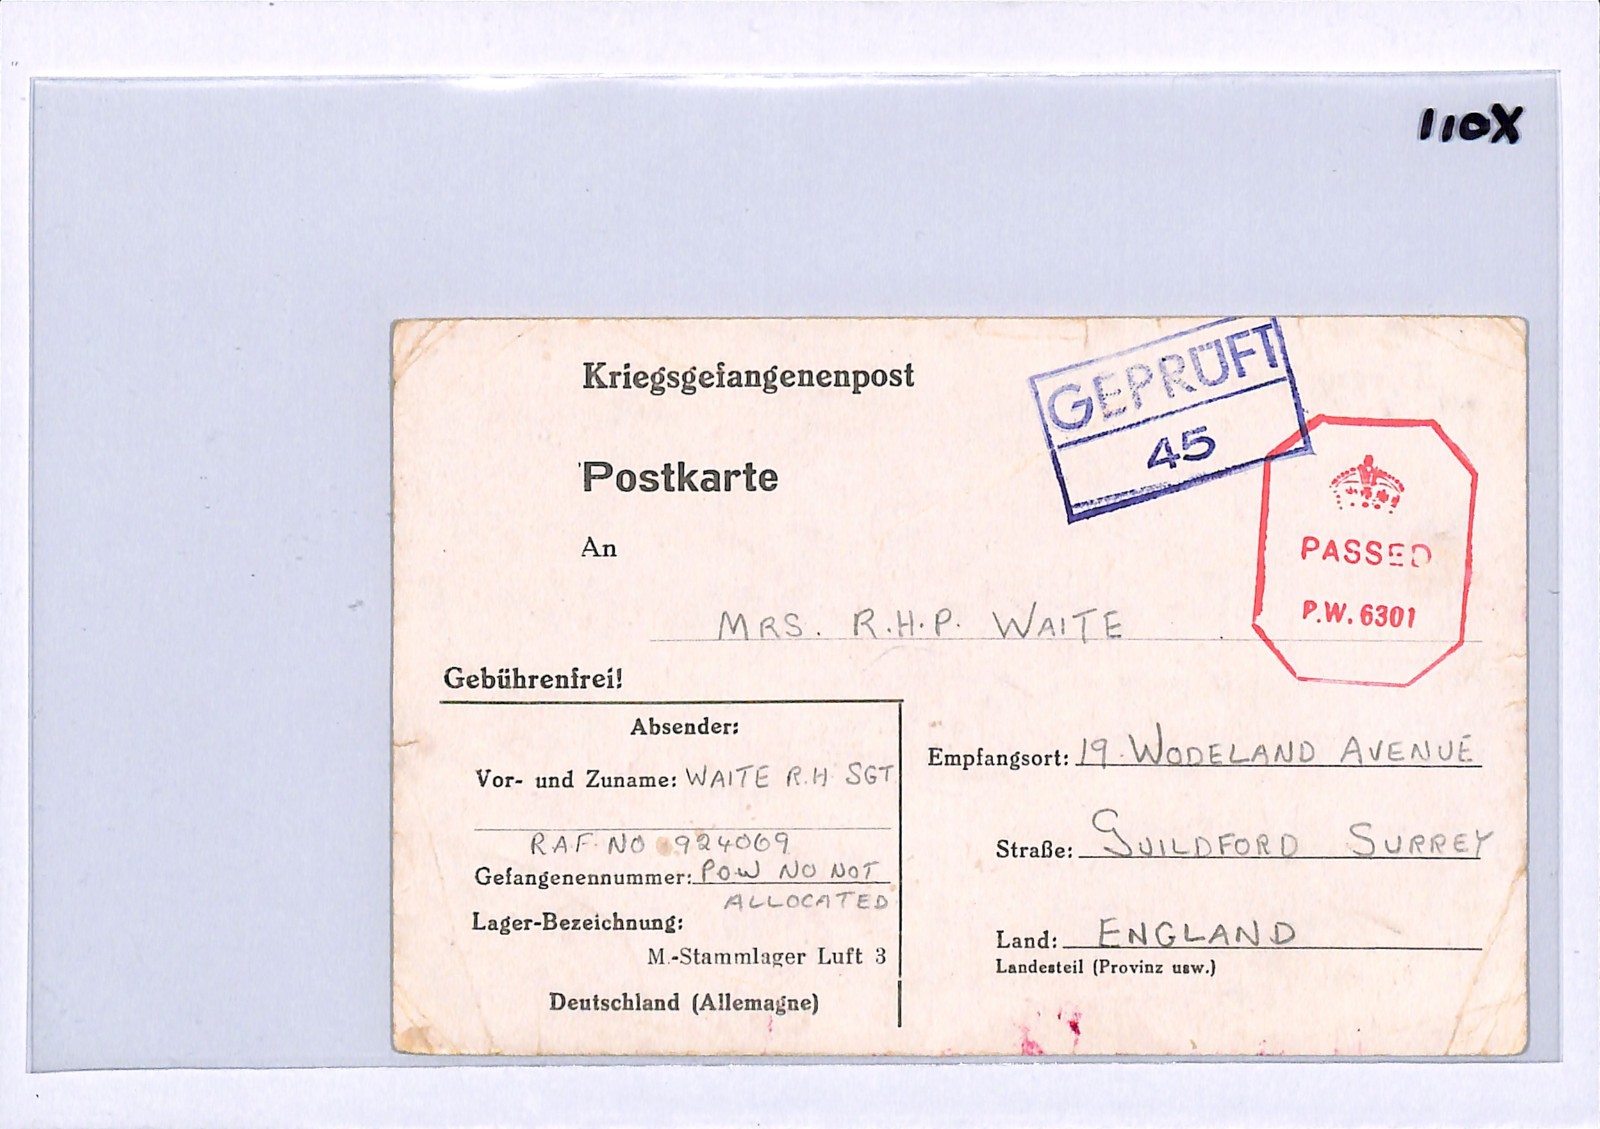 110X
Kriegsgefangenenpost
GEPRÜFT
45
Postkarte
PASSED
P.W. 6301
An
MRS. R.H.P. WAITE
Gebührenfrei!
Absender:
Vor- und Zuname: WAITE R.H SGT
R.A.F. NO 924069
Gefangenennummer: POW NO NOT
ALLOCATED
Lager-Bezeichnung:
M.-Stammlager Luft 3
Deutschland (Allemagne)
Empfangsort: 19. WODELAND AVENUE
Straße: GUILDFORD SURREY
Land: ENGLAND
Landesteil (Provinz usw.)